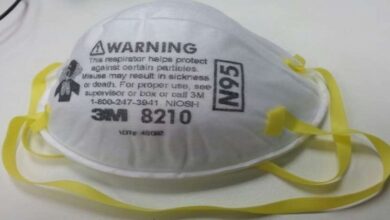 ⚠WARNING
This respirator helps protect
against certain particles.
Misuse may result in sickness
or death. For proper use, see
supervisor or box or call 3M
1-800-247-3941. NIOSH
N95
3M 8210